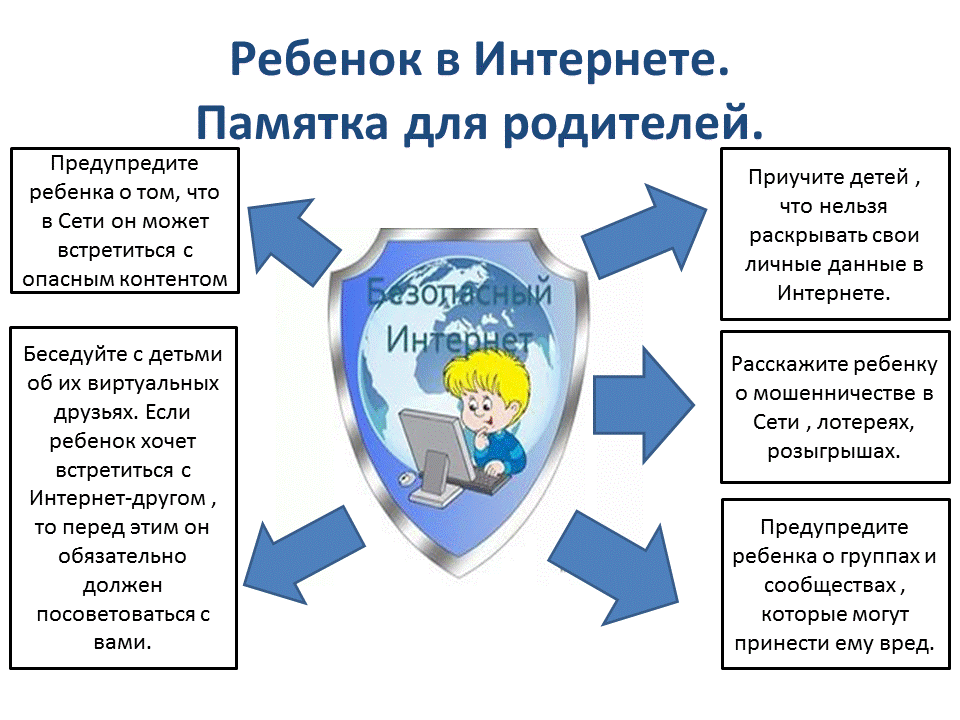 Ребенок в Интернете.
Памятка для родителей.
Предупредите
ребенка о том, что
в Сети он может
встретиться с
опасным контентом
Беседуйте с детьми
об их виртуальных
друзьях. Если
ребенок хочет
встретиться с
Интернет-другом ,
то перед этим он
обязательно
должен
посоветоваться с
вами.
Безопасный
Интернет
Приучите детей ,
что нельзя
раскрывать свои
личные данные в
Интернете.
Расскажите ребенку
о мошенничестве в
Сети , лотереях,
розыгрышах.
Предупредите
ребенка о группах и
сообществах ,
которые могут
принести ему вред.